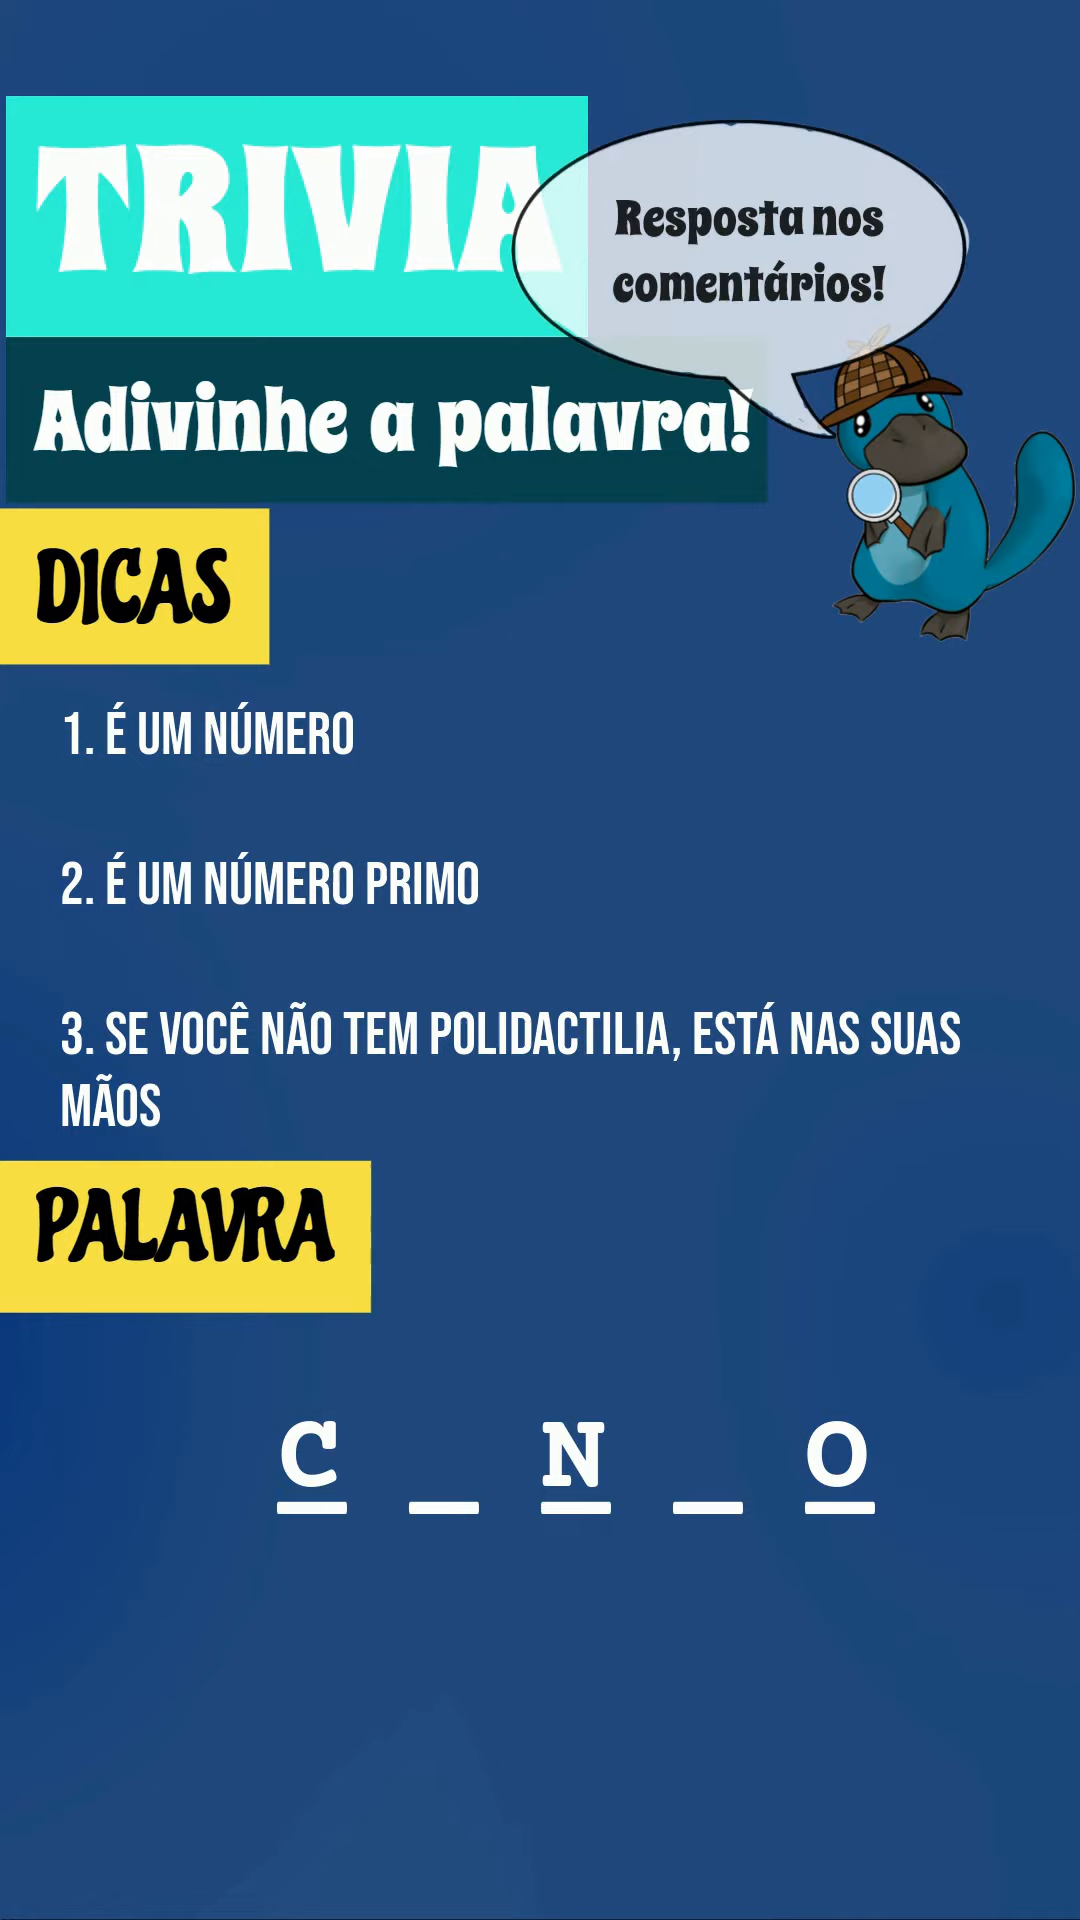 TRIVIA
Resposta nos
comentários!
Adivinhe a palavra!
DICAS
1. É UM NÚMERO
2. É UM NÚMERO PRIMO
3. SE VOCÊ NÃO TEM POLIDACTILIA, ESTÁ NAS SUAS
MÃOS
PALAVRA
C _ N _ O